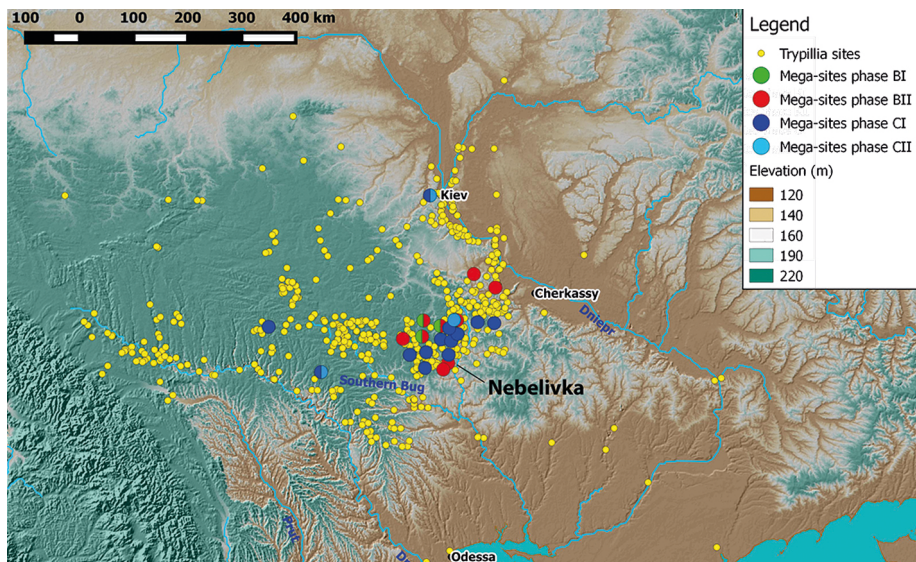 100 0 100 200 300 400 km
Legend
Trypillia sites
Mega-sites phase BI
Mega-sites phase BII
Mega-sites phase CI
Mega-sites phase CII
Elevation (m)
120
140
160
190
220
Kiev
Cherkassy
Dniepr
Southern Bug
Nebelivka
Prut
Odessa